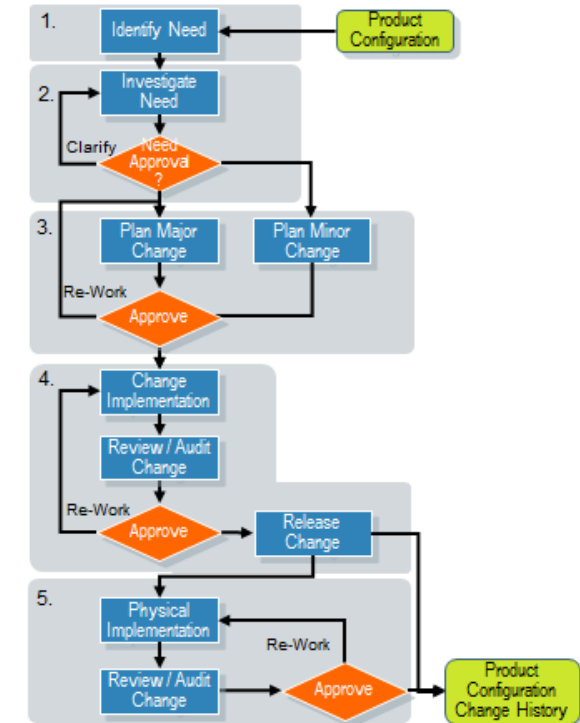 1.
Identify Need
Product
Configuration
2.
Investigate
Need
Clarify
Need
Approval
?
3.
Plan Major
Change
Plan Minor
Change
Re-Work
Approve
4.
Change
Implementation
Review / Audit
Change
Re-Work
Approve
Release
Change
5.
Physical
Implementation
Re-Work
Review / Audit
Change
Approve
Product
Configuration
Change History